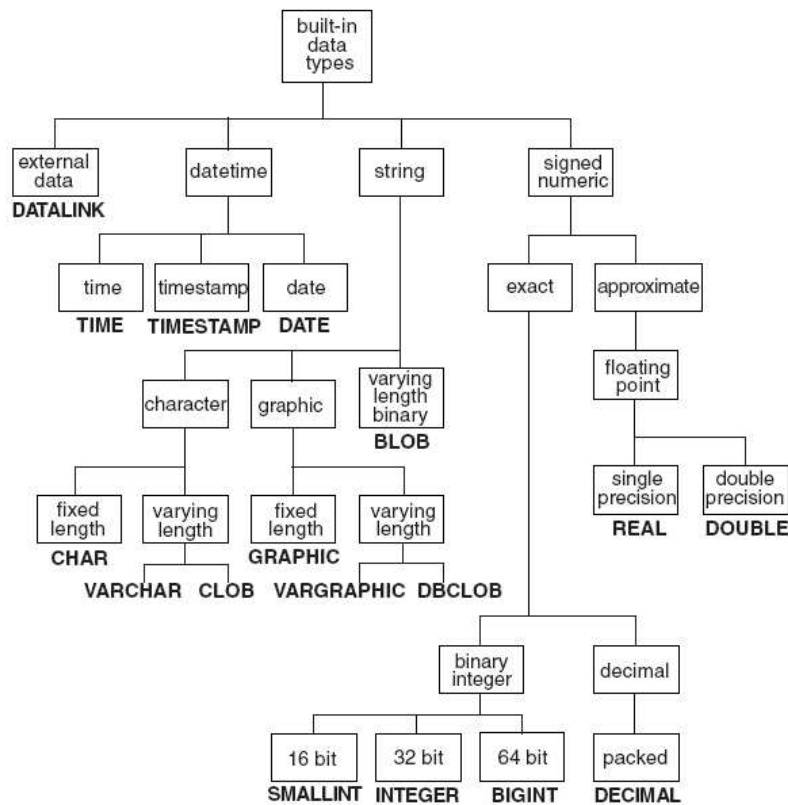 built-in
data
types
external
data
datetime
string
signed
numeric
DATALINK
time
timestamp
date
exact
approximate
TIME
TIMESTAMP
DATE
character
graphic
varying
length
binary
floating
point
BLOB
fixed
length
varying
length
fixed
length
varying
length
single
precision
double
precision
CHAR
GRAPHIC
REAL
DOUBLE
VARCHAR
CLOB
VARGRAPHIC
DBCLOB
binary
integer
decimal
16 bit
32 bit
64 bit
packed
SMALLINT
INTEGER
BIGINT
DECIMAL